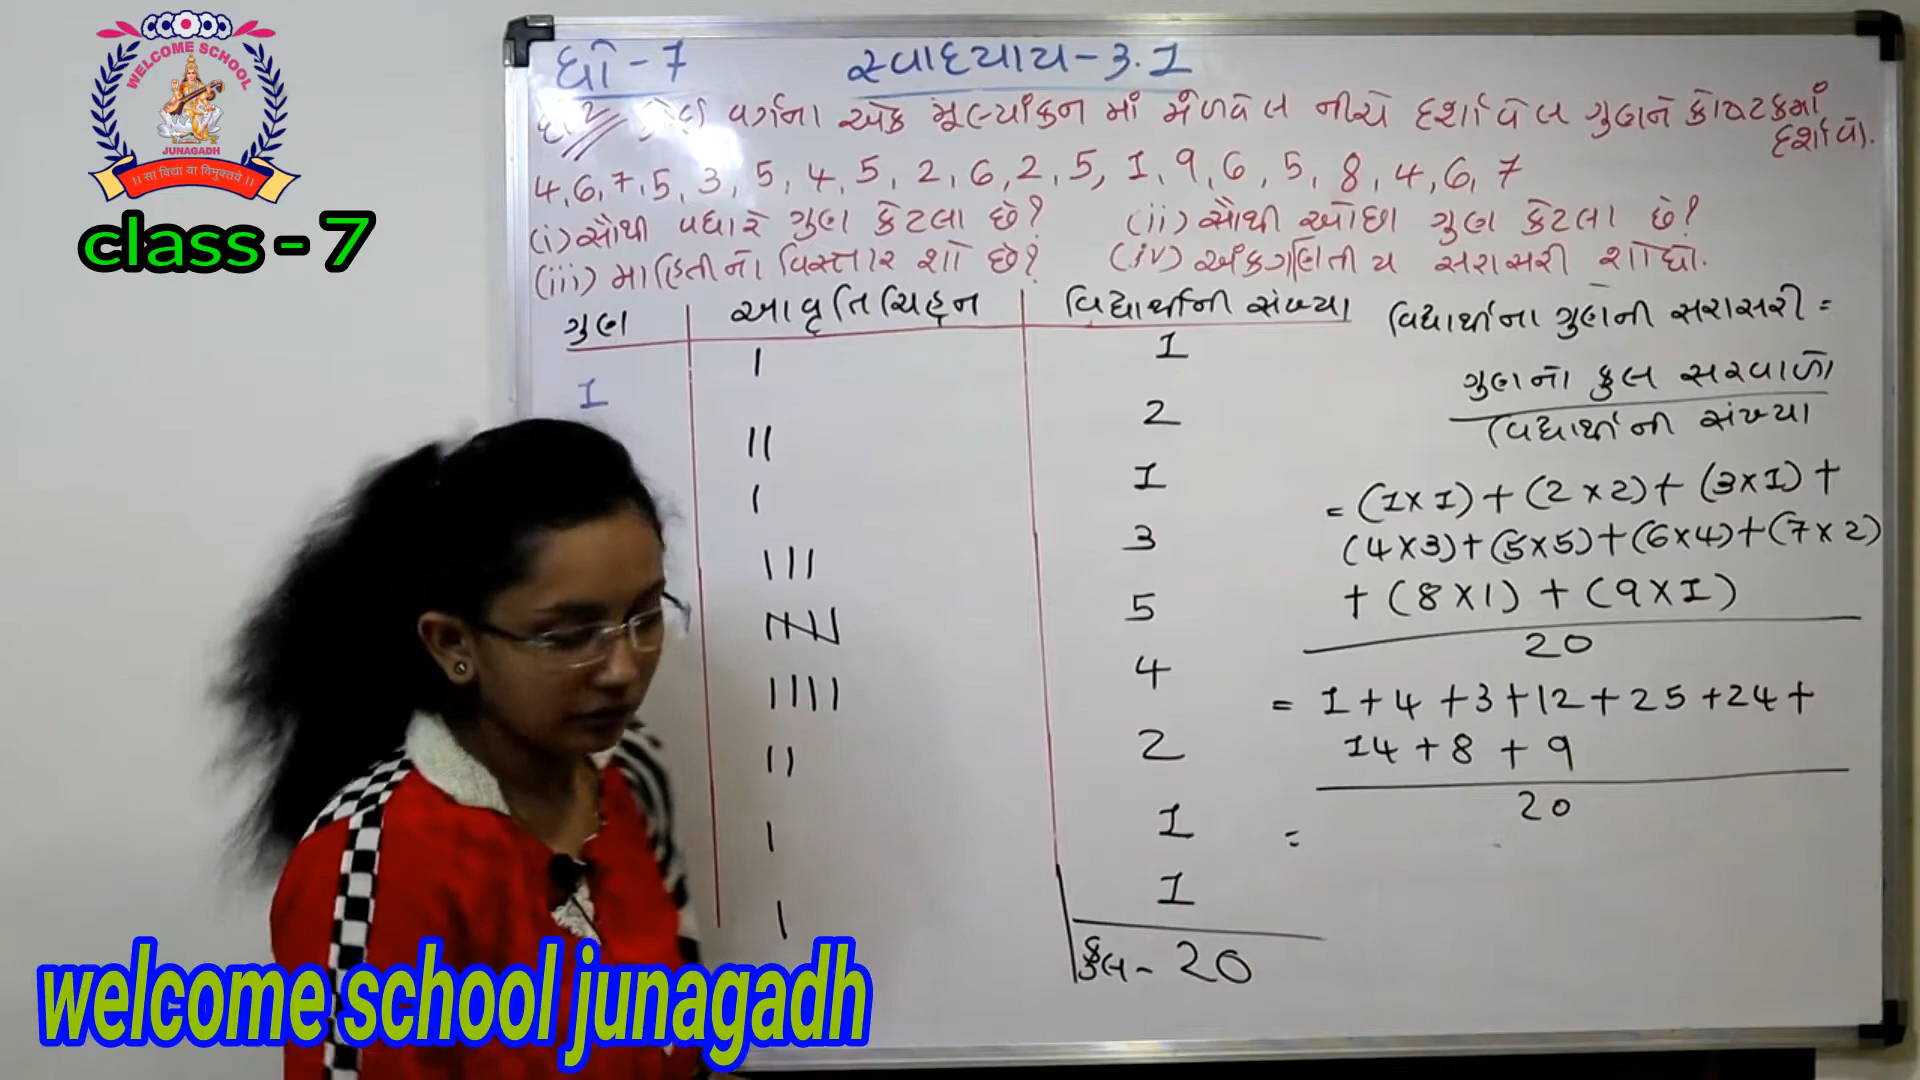 WELCOME SCHOOL
JUNAGADH
।। सा विद्या या विमुक्तये ।।
class - 7
ધો - 7 સ્વાધ્યાય - 3.1
વર્ગના એક મૂલ્યાંકન માં મેળવેલ નીચે દર્શાવેલ ગુણને કોષ્ટકમાં
દર્શાવો.
4, 6, 7, 5, 3, 5, 4, 5, 2, 6, 2, 5, 1, 9, 6, 5, 8, 4, 6, 7
(i) સૌથી વધારે ગુણ કેટલા છે? (ii) સૌથી ઓછા ગુણ કેટલા છે?
(iii) માહિતીનો વિસ્તાર શો છે? (iv) અંકગણિતીય સરાસરી શોધો.
ગુણ આવૃતિચિહ્ન વિદ્યાર્થીની સંખ્યા
1 | 1
|| 2
| 1
||| 3
5
|||| 4
|| 2
| 1
| 1
કુલ - 20
વિદ્યાર્થીના ગુણની સરાસરી =
ગુણનો કુલ સરવાળો
વિદ્યાર્થીની સંખ્યા
= (1×1) + (2×2) + (3×1) +
(4×3) + (5×5) + (6×4) + (7×2)
+ (8×1) + (9×1)
20
= 1 + 4 + 3 + 12 + 25 + 24 +
14 + 8 + 9
20
=
welcome school junagadh